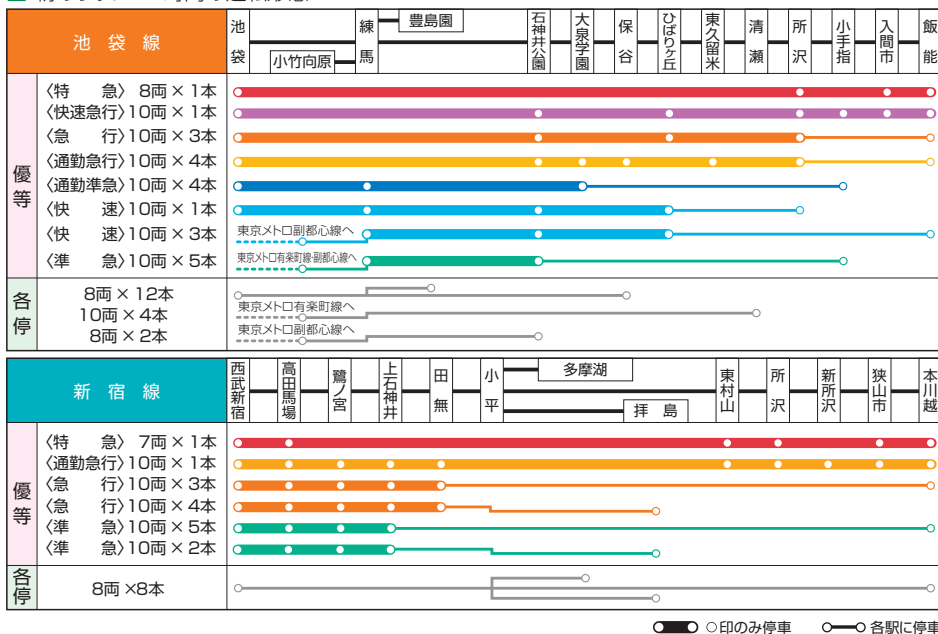 池袋線
池袋
小竹向原
練馬
豊島園
石神井公園
大泉学園
保谷
ひばりヶ丘
東久留米
清瀬
所沢
小手指
入間市
飯能
優等
〈特　急〉 8両×1本
〈快速急行〉10両×1本
〈急　行〉10両×3本
〈通勤急行〉10両×4本
〈通勤準急〉10両×4本
〈快　速〉10両×1本
〈快　速〉10両×3本
東京メトロ副都心線へ
〈準　急〉10両×5本
東京メトロ有楽町線・副都心線へ
各停
8両×12本
10両×4本
東京メトロ有楽町線へ
8両×2本
東京メトロ副都心線へ
新宿線
西武新宿
高田馬場
鷺ノ宮
上石神井
田無
小平
多摩湖
拝島
東村山
所沢
新所沢
狭山市
本川越
優等
〈特　急〉 7両×1本
〈通勤急行〉10両×1本
〈急　行〉10両×3本
〈急　行〉10両×4本
〈準　急〉10両×5本
〈準　急〉10両×2本
各停
8両×8本
○印のみ停車
各駅に停車